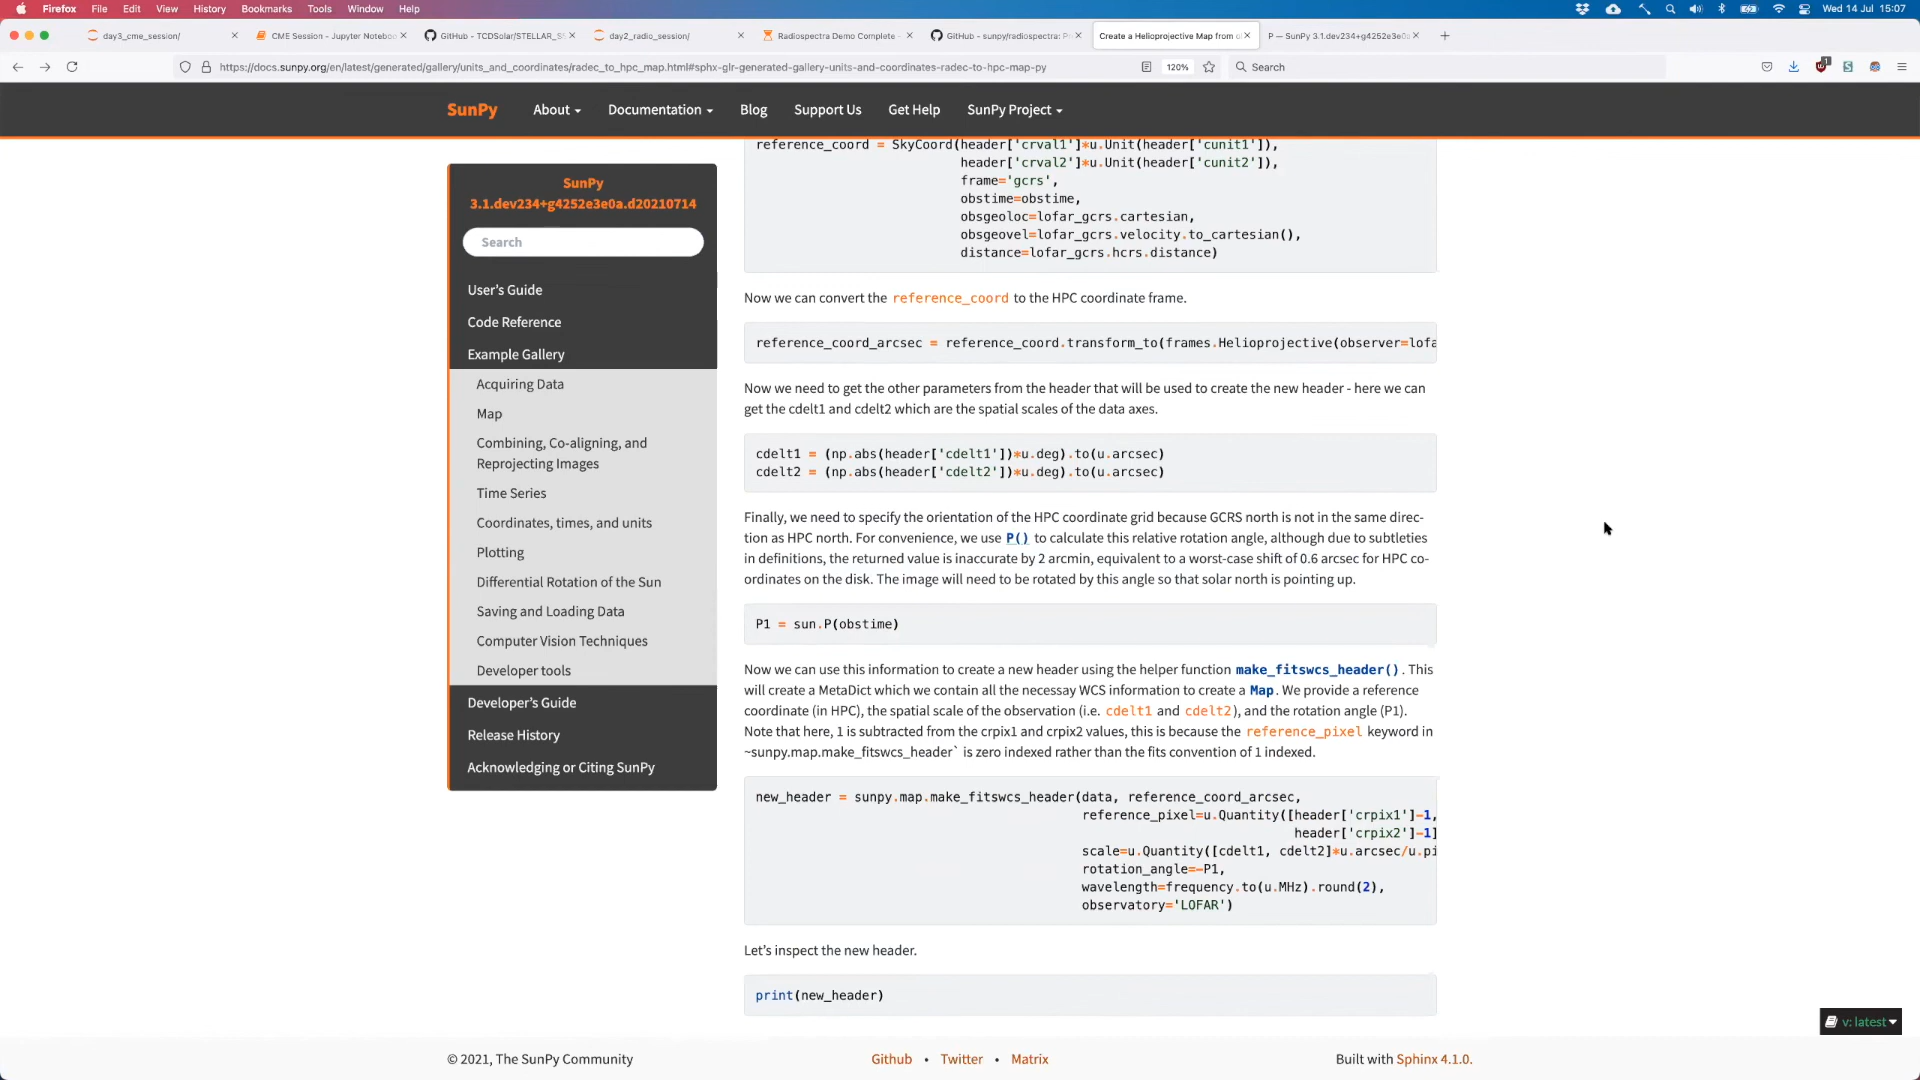 Firefox File Edit View History Bookmarks Tools Window Help Wed 14 Jul 15:07
day3_cme_session/ CME Session - Jupyter Noteboo GitHub - TCDSolar/STELLAR_S day2_radio_session/ Radiospectra Demo Complete - GitHub - sunpy/radiospectra: P Create a Helioprojective Map from P — SunPy 3.1.dev234+g4252e3e0
https://docs.sunpy.org/en/latest/generated/gallery/units_and_coordinates/radec_to_hpc_map.html#sphx-glr-generated-gallery-units-and-coordinates-radec-to-hpc-map-py 120% Search
SunPy About Documentation Blog Support Us Get Help SunPy Project
SunPy
3.1.dev234+g4252e3e0a.d20210714
Search
User's Guide
Code Reference
Example Gallery
Acquiring Data
Map
Combining, Co-aligning, and
Reprojecting Images
Time Series
Coordinates, times, and units
Plotting
Differential Rotation of the Sun
Saving and Loading Data
Computer Vision Techniques
Developer tools
Developer's Guide
Release History
Acknowledging or Citing SunPy
reference_coord = SkyCoord(header['crval1']*u.Unit(header['cunit1']),
header['crval2']*u.Unit(header['cunit2']),
frame='gcrs',
obstime=obstime,
obsgeoloc=lofar_gcrs.cartesian,
obsgeovel=lofar_gcrs.velocity.to_cartesian(),
distance=lofar_gcrs.hcrs.distance)
Now we can convert the reference_coord to the HPC coordinate frame.
reference_coord_arcsec = reference_coord.transform_to(frames.Helioprojective(observer=lofa
Now we need to get the other parameters from the header that will be used to create the new header - here we can
get the cdelt1 and cdelt2 which are the spatial scales of the data axes.
cdelt1 = (np.abs(header['cdelt1'])*u.deg).to(u.arcsec)
cdelt2 = (np.abs(header['cdelt2'])*u.deg).to(u.arcsec)
Finally, we need to specify the orientation of the HPC coordinate grid because GCRS north is not in the same direc-
tion as HPC north. For convenience, we use P() to calculate this relative rotation angle, although due to subtleties
in definitions, the returned value is inaccurate by 2 arcmin, equivalent to a worst-case shift of 0.6 arcsec for HPC co-
ordinates on the disk. The image will need to be rotated by this angle so that solar north is pointing up.
P1 = sun.P(obstime)
Now we can use this information to create a new header using the helper function make_fitswcs_header(). This
will create a MetaDict which we contain all the necessay WCS information to create a Map. We provide a reference
coordinate (in HPC), the spatial scale of the observation (i.e. cdelt1 and cdelt2), and the rotation angle (P1).
Note that here, 1 is subtracted from the crpix1 and crpix2 values, this is because the reference_pixel keyword in
~sunpy.map.make_fitswcs_header` is zero indexed rather than the fits convention of 1 indexed.
new_header = sunpy.map.make_fitswcs_header(data, reference_coord_arcsec,
reference_pixel=u.Quantity([header['crpix1']-1,
header['crpix2']-1]
scale=u.Quantity([cdelt1, cdelt2]*u.arcsec/u.pi
rotation_angle=-P1,
wavelength=frequency.to(u.MHz).round(2),
observatory='LOFAR')
Let's inspect the new header.
print(new_header)
v: latest
© 2021, The SunPy Community Github • Twitter • Matrix Built with Sphinx 4.1.0.